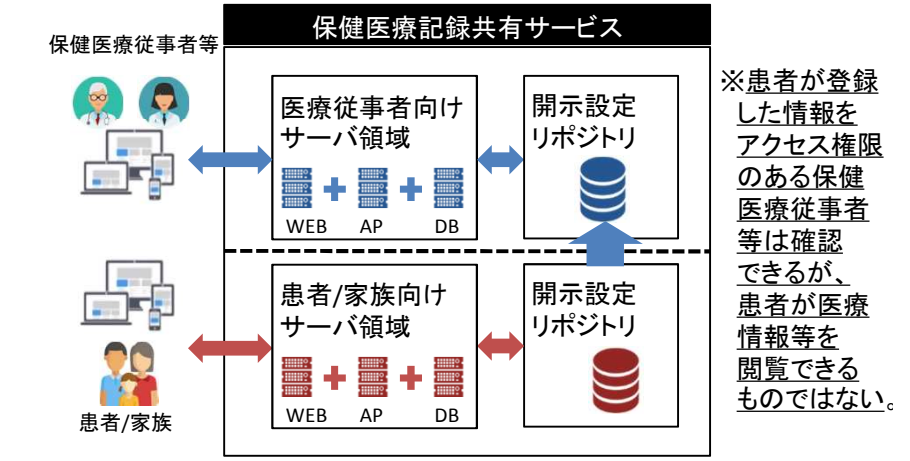 保健医療記録共有サービス
保健医療従事者等
医療従事者向け
サーバ領域
WEB AP DB
開示設定
リポジトリ
患者/家族向け
サーバ領域
WEB AP DB
開示設定
リポジトリ
患者/家族
※患者が登録
した情報を
アクセス権限
のある保健
医療従事者
等は確認
できるが、
患者が医療
情報等を
閲覧できる
ものではない。